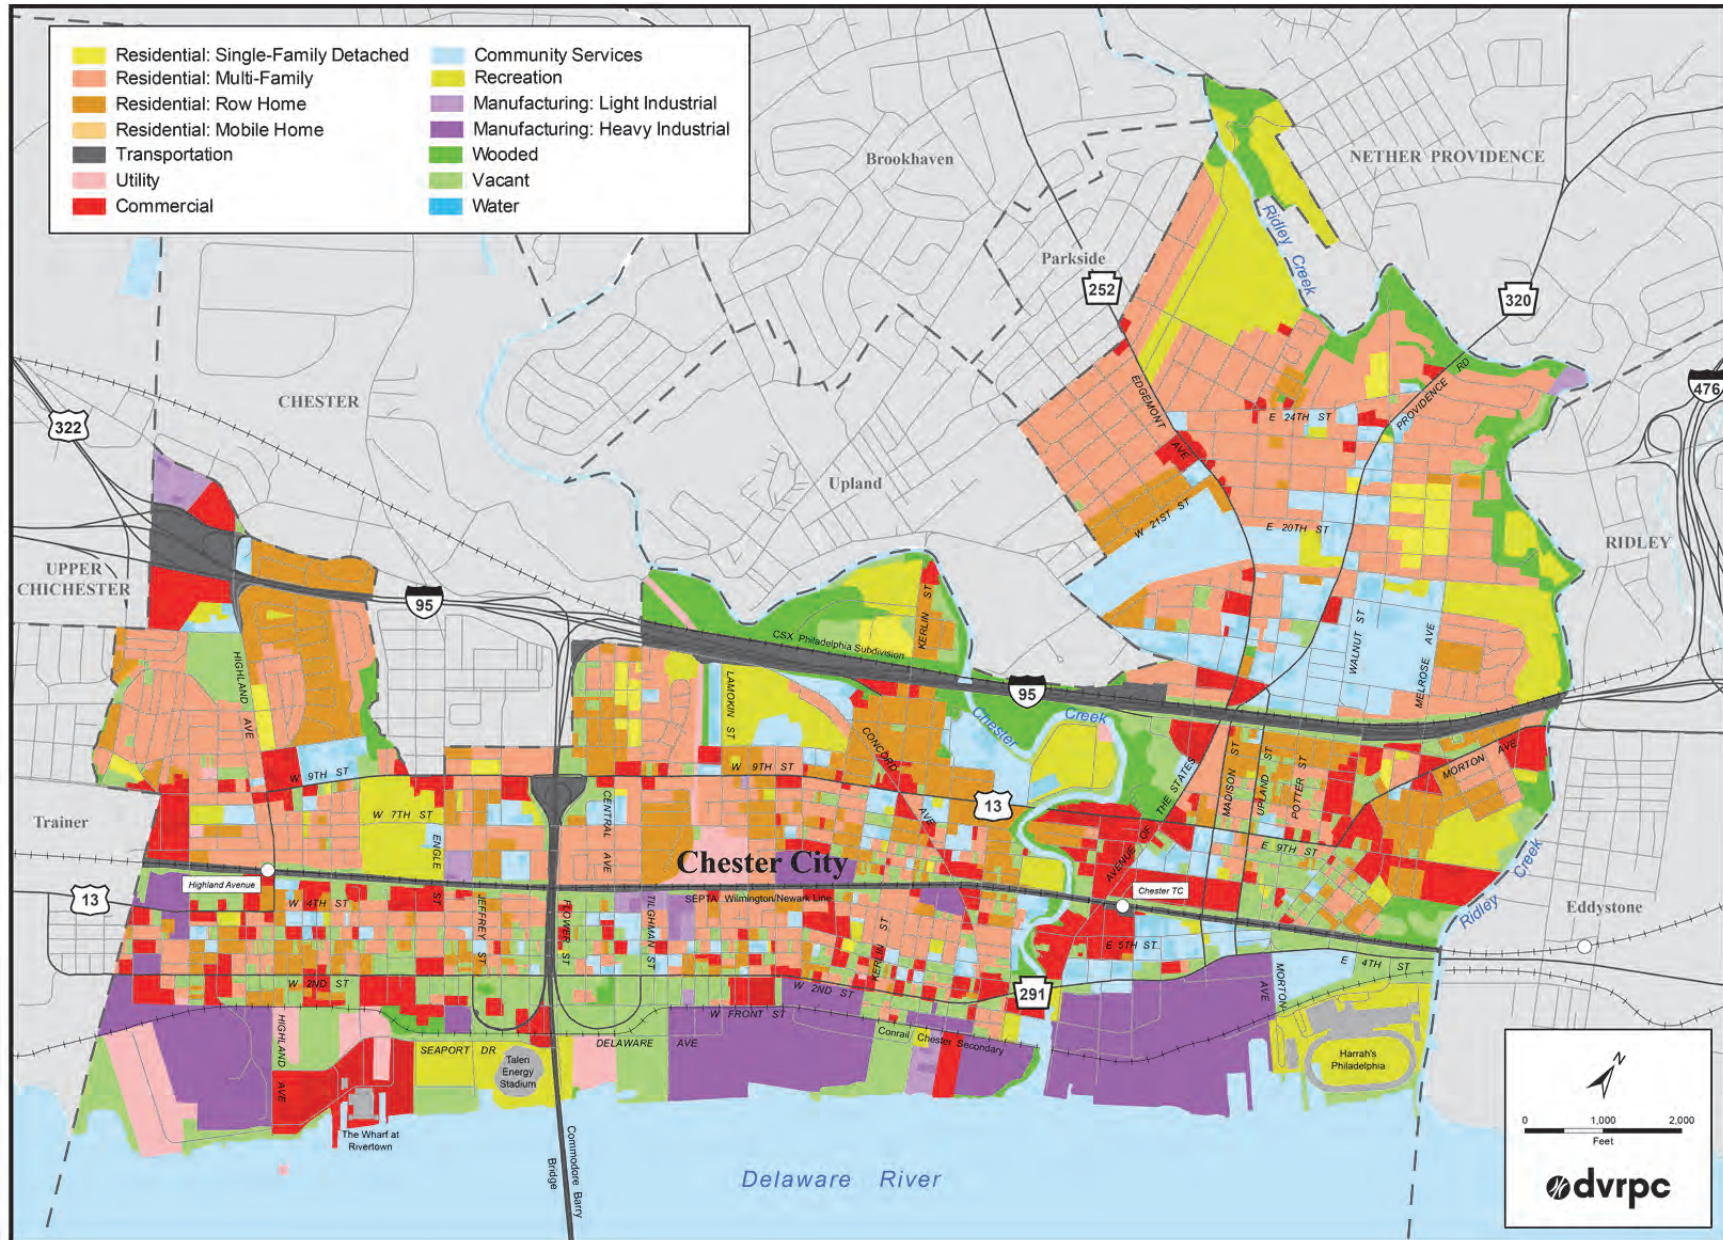 Residential: Single-Family Detached
Residential: Multi-Family
Residential: Row Home
Residential: Mobile Home
Transportation
Utility
Commercial
Community Services
Recreation
Manufacturing: Light Industrial
Manufacturing: Heavy Industrial
Wooded
Vacant
Water
Brookhaven
NETHER PROVIDENCE
Ridley Creek
Parkside
252
320
476
CHESTER
322
EDGEMONT AVE
PROVIDENCE RD
E 24TH ST
Upland
W 21ST ST
E 20TH ST
RIDLEY
UPPER
CHICHESTER
95
KERLIN ST
CSX Philadelphia Subdivision
WALNUT ST
MELROSE AVE
HIGHLAND AVE
LAMOKIN ST
95
Chester Creek
CONCORD AVE
W 9TH ST
W 9TH ST
MADISON ST
UPLAND ST
POTTER ST
MORTON AVE
AVENUE OF THE STATES
13
Trainer
W 7TH ST
ENGLE ST
CENTRAL AVE
E 9TH ST
Chester City
Highland Avenue
Chester TC
13
W 4TH ST
JEFFREY ST
FLOWER ST
TILGHMAN ST
SEPTA Wilmington/Newark Line
KERLIN ST
E 5TH ST
E 4TH ST
Ridley Creek
Eddystone
W 2ND ST
W 2ND ST
291
MORTON AVE
HIGHLAND AVE
W FRONT ST
Conrail Chester Secondary
SEAPORT DR
DELAWARE AVE
Talen
Energy
Stadium
Harrah's
Philadelphia
The Wharf at
Rivertown
Commodore Barry
Bridge
Delaware River
N
0 1,000 2,000
Feet
dvrpc